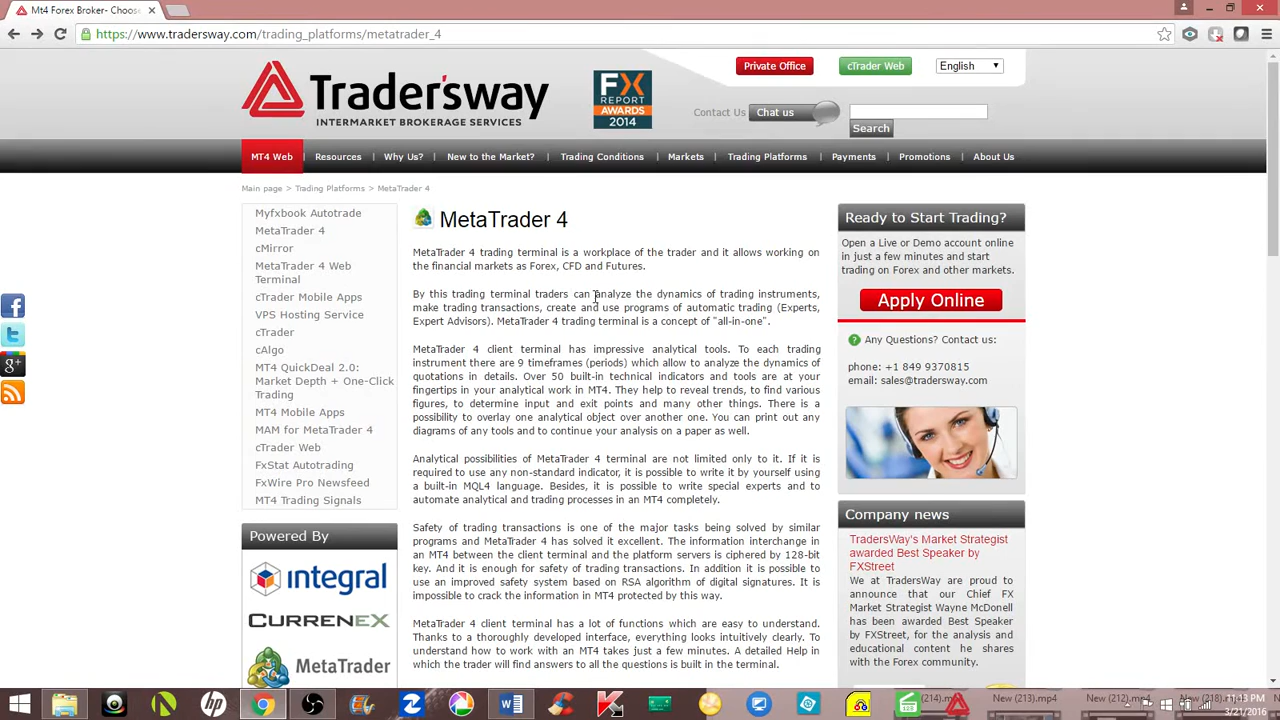 Mt4 Forex Broker- Choos
https://www.tradersway.com/trading_platforms/metatrader_4
Tradersway
INTERMARKET BROKERAGE SERVICES
FX
REPORT
AWARDS
2014
Private Office
cTrader Web
English
Contact Us
Chat us
Search
MT4 Web
Resources
Why Us?
New to the Market?
Trading Conditions
Markets
Trading Platforms
Payments
Promotions
About Us
Main page > Trading Platforms > MetaTrader 4
Myfxbook Autotrade
MetaTrader 4
cMirror
MetaTrader 4 Web
Terminal
cTrader Mobile Apps
VPS Hosting Service
cTrader
cAlgo
MT4 QuickDeal 2.0:
Market Depth + One-Click
Trading
MT4 Mobile Apps
MAM for MetaTrader 4
cTrader Web
FxStat Autotrading
FxWire Pro Newsfeed
MT4 Trading Signals
Powered By
integral
CURRENEX
MetaTrader
MetaTrader 4
MetaTrader 4 trading terminal is a workplace of the trader and it allows working on
the financial markets as Forex, CFD and Futures.
By this trading terminal traders can analyze the dynamics of trading instruments,
make trading transactions, create and use programs of automatic trading (Experts,
Expert Advisors). MetaTrader 4 trading terminal is a concept of "all-in-one".
MetaTrader 4 client terminal has impressive analytical tools. To each trading
instrument there are 9 timeframes (periods) which allow to analyze the dynamics of
quotations in details. Over 50 built-in technical indicators and tools are at your
fingertips in your analytical work in MT4. They help to reveal trends, to find various
figures, to determine input and exit points and many other things. There is a
possibility to overlay one analytical object over another one. You can print out any
diagrams of any tools and to continue your analysis on a paper as well.
Analytical possibilities of MetaTrader 4 terminal are not limited only to it. If it is
required to use any non-standard indicator, it is possible to write it by yourself using
a built-in MQL4 language. Besides, it is possible to write special experts and to
automate analytical and trading processes in an MT4 completely.
Safety of trading transactions is one of the major tasks being solved by similar
programs and MetaTrader 4 has solved it excellent. The information interchange in
an MT4 between the client terminal and the platform servers is ciphered by 128-bit
key. And it is enough for safety of trading transactions. In addition it is possible to
use an improved safety system based on RSA algorithm of digital signatures. It is
impossible to crack the information in MT4 protected by this way.
MetaTrader 4 client terminal has a lot of functions which are easy to understand.
Thanks to a thoroughly developed interface, everything looks intuitively clearly. To
understand how to work with an MT4 takes just a few minutes. A detailed Help in
which the trader will find answers to all the questions is built in the terminal.
Ready to Start Trading?
Open a Live or Demo account online
in just a few minutes and start
trading on Forex and other markets.
Apply Online
Any Questions? Contact us:
phone: +1 849 9370815
email: sales@tradersway.com
Company news
TradersWay's Market Strategist
awarded Best Speaker by
FXStreet
We at TradersWay are proud to
announce that our Chief FX
Market Strategist Wayne McDonell
has been awarded Best Speaker
by FXStreet, for the analysis and
educational content he shares
with the Forex community.
(214).mp4
New (213).mp4
New (212).mp4
New (218).mp4
11:13 PM
3/21/2016